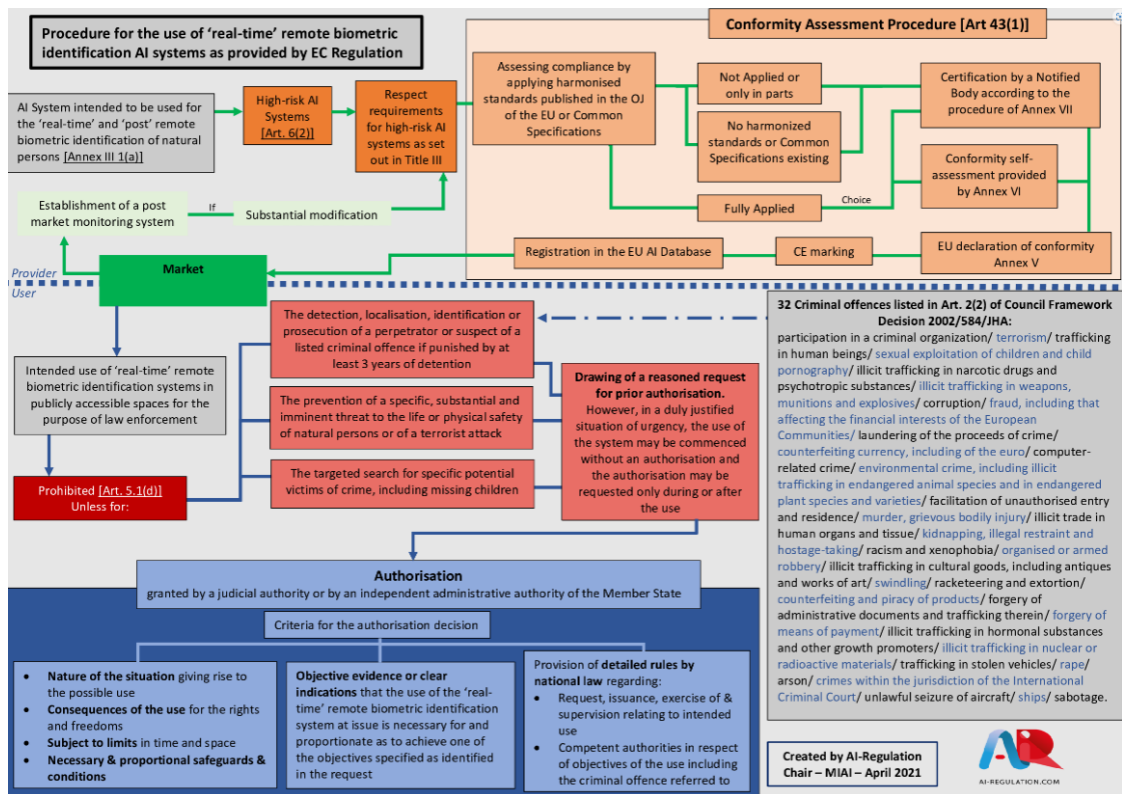 Procedure for the use of ‘real-time’ remote biometric
identification AI systems as provided by EC Regulation
Conformity Assessment Procedure [Art 43(1)]
AI System intended to be used for
the ‘real-time’ and ‘post’ remote
biometric identification of natural
persons [Annex III 1(a)]
High-risk AI
Systems
[Art. 6(2)]
Respect
requirements
for high-risk AI
systems as set
out in Title III
Assessing compliance by
applying harmonised
standards published in the OJ
of the EU or Common
Specifications
Not Applied or
only in parts
No harmonized
standards or Common
Specifications existing
Fully Applied
Choice
Certification by a Notified
Body according to the
procedure of Annex VII
Conformity self-
assessment provided
by Annex VI
EU declaration of conformity
Annex V
CE marking
Registration in the EU AI Database
Establishment of a post
market monitoring system
If
Substantial modification
Market
Provider
User
Intended use of ‘real-time’ remote
biometric identification systems in
publicly accessible spaces for the
purpose of law enforcement
Prohibited [Art. 5.1(d)]
Unless for:
The detection, localisation, identification or
prosecution of a perpetrator or suspect of a
listed criminal offence if punished by at
least 3 years of detention
The prevention of a specific, substantial and
imminent threat to the life or physical safety
of natural persons or of a terrorist attack
The targeted search for specific potential
victims of crime, including missing children
Drawing of a reasoned request
for prior authorisation.
However, in a duly justified
situation of urgency, the use of
the system may be commenced
without an authorisation and
the authorisation may be
requested only during or after
the use
32 Criminal offences listed in Art. 2(2) of Council Framework
Decision 2002/584/JHA:
participation in a criminal organization/ terrorism/ trafficking
in human beings/ sexual exploitation of children and child
pornography/ illicit trafficking in narcotic drugs and
psychotropic substances/ illicit trafficking in weapons,
munitions and explosives/ corruption/ fraud, including that
affecting the financial interests of the European
Communities/ laundering of the proceeds of crime/
counterfeiting currency, including of the euro/ computer-
related crime/ environmental crime, including illicit
trafficking in endangered animal species and in endangered
plant species and varieties/ facilitation of unauthorised entry
and residence/ murder, grievous bodily injury/ illicit trade in
human organs and tissue/ kidnapping, illegal restraint and
hostage-taking/ racism and xenophobia/ organised or armed
robbery/ illicit trafficking in cultural goods, including antiques
and works of art/ swindling/ racketeering and extortion/
counterfeiting and piracy of products/ forgery of
administrative documents and trafficking therein/ forgery of
means of payment/ illicit trafficking in hormonal substances
and other growth promoters/ illicit trafficking in nuclear or
radioactive materials/ trafficking in stolen vehicles/ rape/
arson/ crimes within the jurisdiction of the International
Criminal Court/ unlawful seizure of aircraft/ ships/ sabotage.
Authorisation
granted by a judicial authority or by an independent administrative authority of the Member State
Criteria for the authorisation decision
• Nature of the situation giving rise
to the possible use
• Consequences of the use for the rights
and freedoms
• Subject to limits in time and space
• Necessary & proportional safeguards &
conditions
Objective evidence or clear
indications that the use of the ‘real-
time’ remote biometric identification
system at issue is necessary for and
proportionate as to achieve one of
the objectives specified as identified
in the request
Provision of detailed rules by
national law regarding:
• Request, issuance, exercise of &
supervision relating to intended
use
• Competent authorities in respect
of objectives of the use including
the criminal offence referred to
Created by AI-Regulation
Chair – MIAI – April 2021
AIR
AI-REGULATION.COM